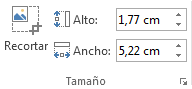 Alto: 1,77 cm
Recortar
Ancho: 5,22 cm
Tamaño